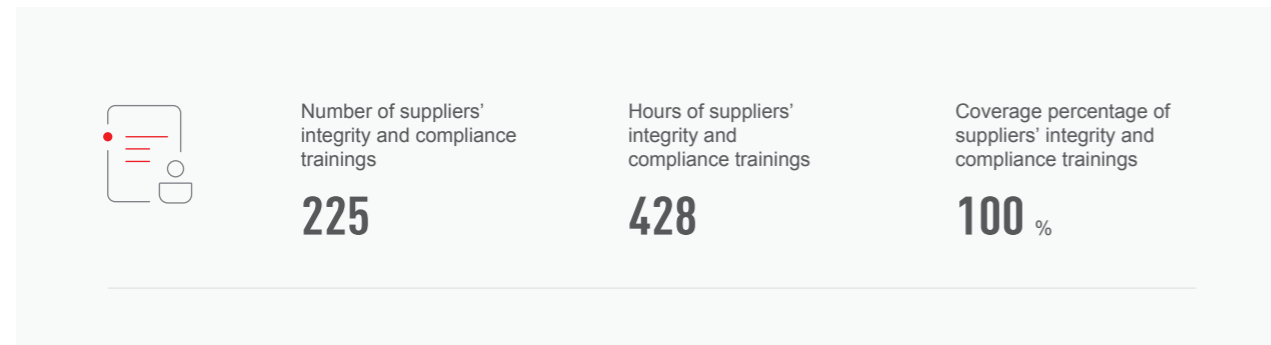 Number of suppliers’
integrity and compliance
trainings
225
Hours of suppliers’
integrity and
compliance trainings
428
Coverage percentage of
suppliers’ integrity and
compliance trainings
100 %